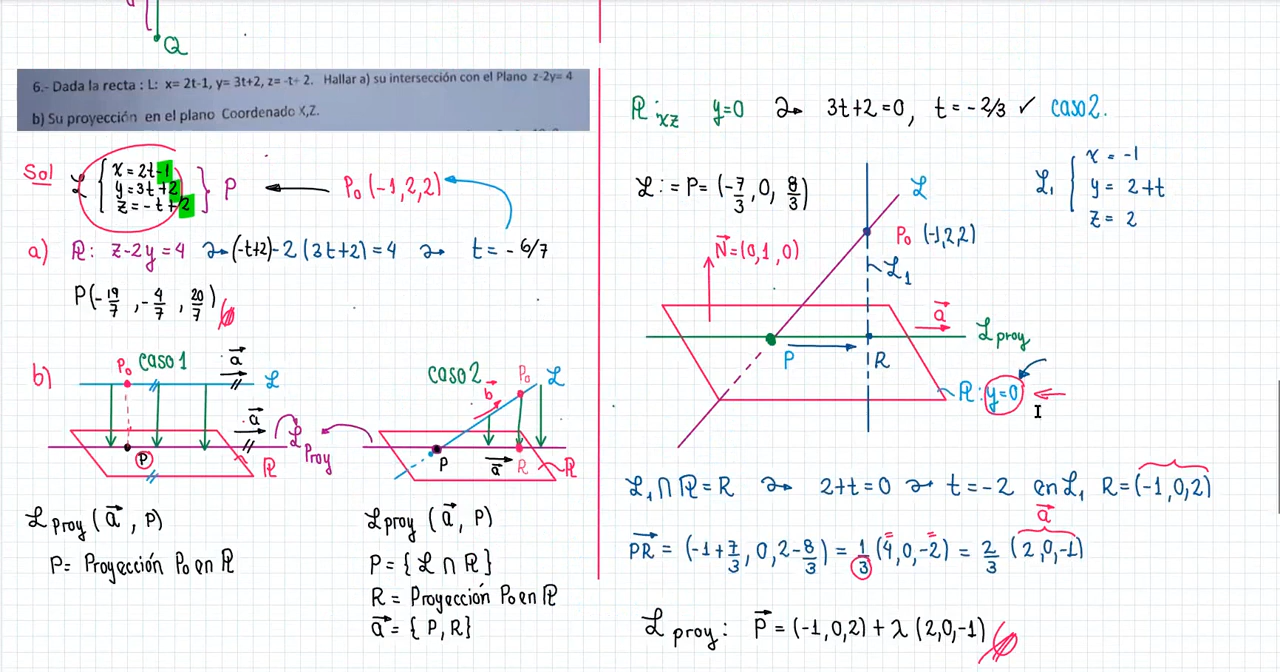 Q
6.- Dada la recta : L: x= 2t-1, y= 3t+2, z= -t+ 2. Hallar a) su intersección con el Plano z-2y= 4
b) Su proyección en el plano Coordenado X,Z.
Sol
ℒ { x = 2t-1
y = 3t+2
z = -t+2 } P ← P₀(-1,2,2)
a) ℙ: z-2y=4 → (-t+2)-2(3t+2)=4 → t = -6/7
P(-19/7, -4/7, 20/7)
b) P₀ caso 1 a⃗ ℒ
a⃗ ℒ Proy
P ℙ
caso 2 b⃗ P₀ ℒ
P a⃗ R ℙ
ℒ proy (a⃗, P)
P= Proyección P₀ en ℙ
ℒ proy (a⃗, P)
P = {ℒ ∩ ℙ}
R = Proyección P₀ en ℙ
a⃗ = {P, R}
ℙ: xz y=0 → 3t+2=0, t=-2/3 ✓ caso 2.
ℒ: = P= (-7/3, 0, 8/3)
ℒ₁ { x = -1
y = 2+t
z = 2
ℒ
P₀ (-1,2,2)
N⃗=(0,1,0)
ℒ₁
a⃗
ℒ proy
P R
ℙ: y=0
ℒ₁ ∩ ℙ = R → 2+t=0 → t=-2 en ℒ₁ R=(-1,0,2)
a⃗
PR⃗ = (-1+7/3, 0, 2-8/3) = 1/3 (4,0,-2) = 2/3 (2,0,-1)
ℒ proy: P⃗ = (-1,0,2) + λ (2,0,-1)